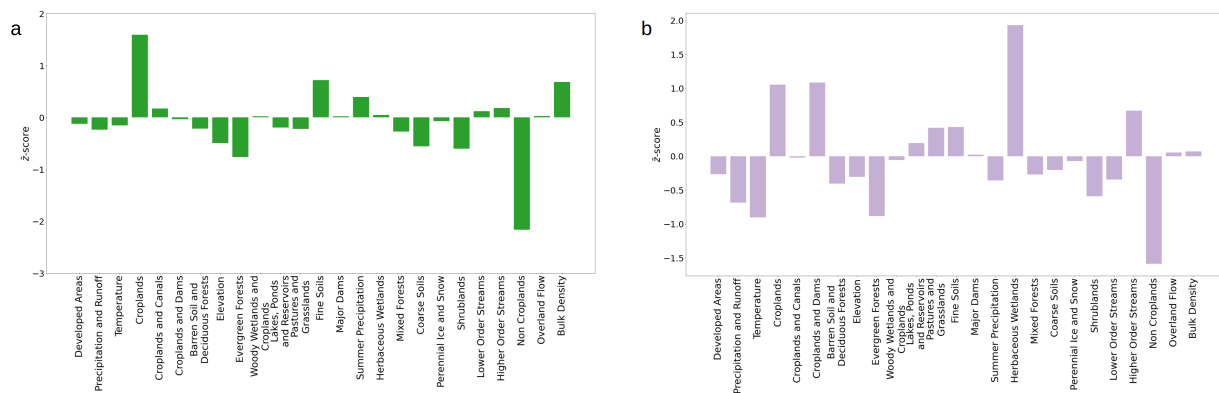 a
z̄-score
2
1
0
−1
−2
−3
Developed Areas
Precipitation and Runoff
Temperature
Croplands
Croplands and Canals
Croplands and Dams
Barren Soil and
Deciduous Forests
Elevation
Evergreen Forests
Woody Wetlands and
Croplands
Lakes, Ponds
and Reservoirs
Pastures and
Grasslands
Fine Soils
Major Dams
Summer Precipitation
Herbaceous Wetlands
Mixed Forests
Coarse Soils
Perennial Ice and Snow
Shrublands
Lower Order Streams
Higher Order Streams
Non Croplands
Overland Flow
Bulk Density
b
z̄-score
2.0
1.5
1.0
0.5
0.0
−0.5
−1.0
−1.5
Developed Areas
Precipitation and Runoff
Temperature
Croplands
Croplands and Canals
Croplands and Dams
Barren Soil and
Deciduous Forests
Elevation
Evergreen Forests
Woody Wetlands and
Croplands
Lakes, Ponds
and Reservoirs
Pastures and
Grasslands
Fine Soils
Major Dams
Summer Precipitation
Herbaceous Wetlands
Mixed Forests
Coarse Soils
Perennial Ice and Snow
Shrublands
Lower Order Streams
Higher Order Streams
Non Croplands
Overland Flow
Bulk Density